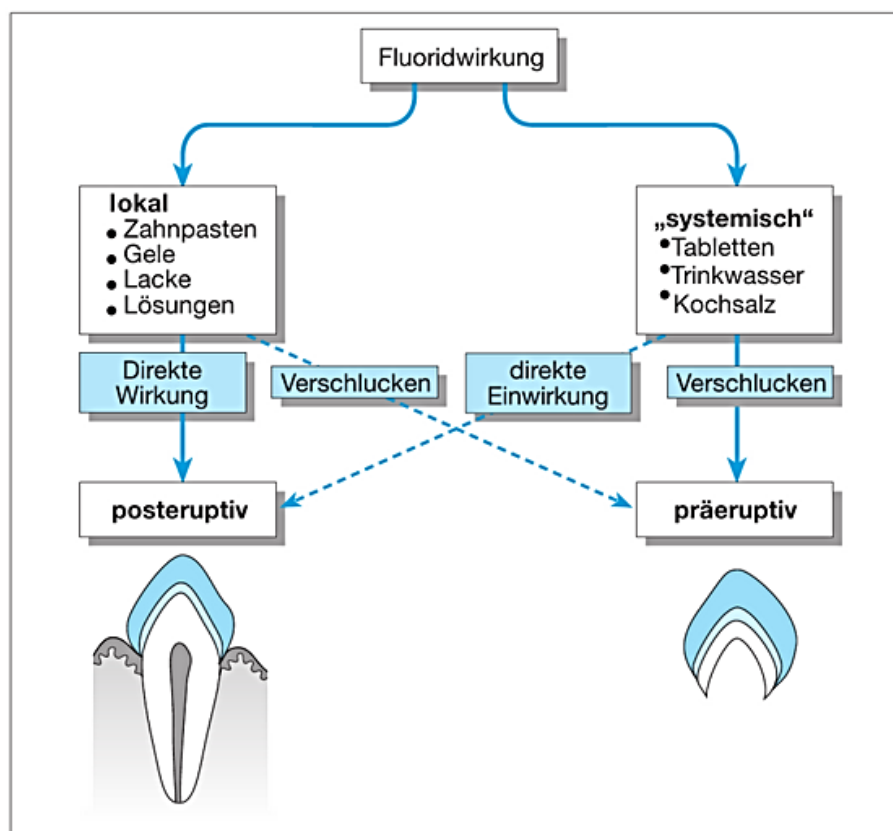 Fluoridwirkung
lokal
• Zahnpasten
• Gele
• Lacke
• Lösungen
„systemisch“
• Tabletten
• Trinkwasser
• Kochsalz
Direkte
Wirkung
Verschlucken
direkte
Einwirkung
Verschlucken
posteruptiv
präeruptiv